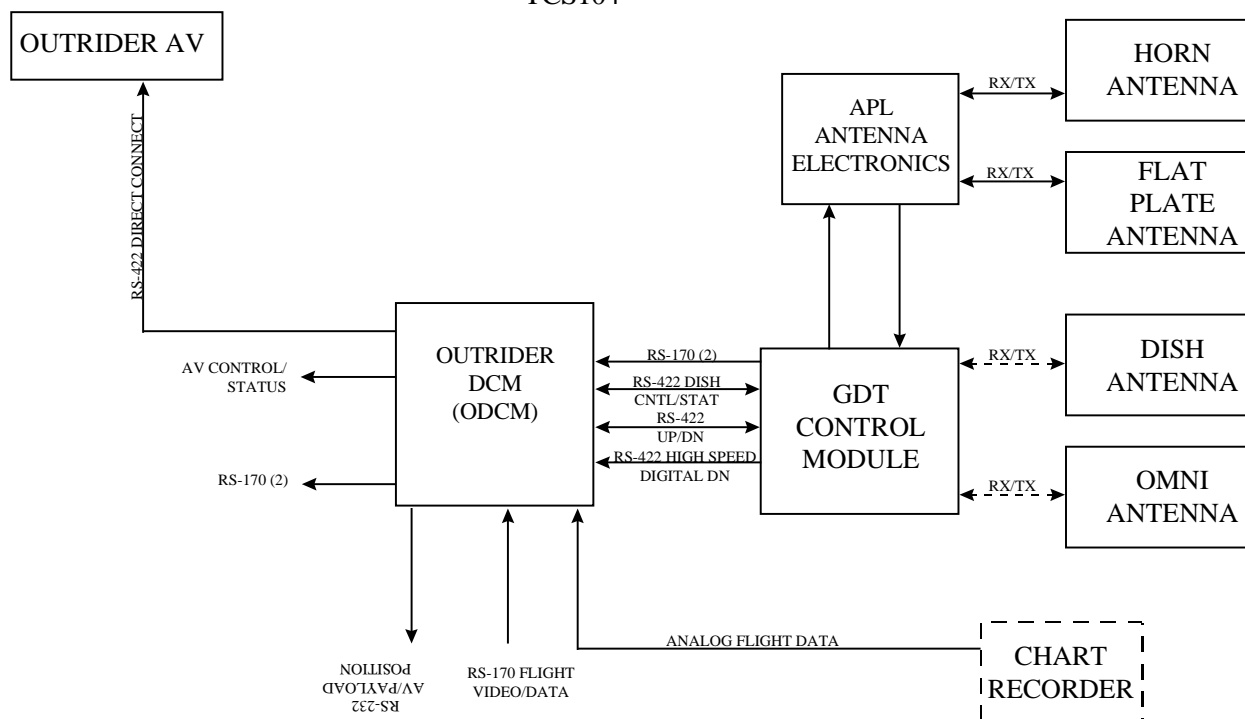 OUTRIDER AV
HORN
ANTENNA
RX/TX
APL
ANTENNA
ELECTRONICS
RX/TX
FLAT
PLATE
ANTENNA
RS-422 DIRECT CONNECT
OUTRIDER
DCM
(ODCM)
RS-170 (2)
RS-422 DISH
CNTL/STAT
RS-422
UP/DN
RS-422 HIGH SPEED
DIGITAL DN
GDT
CONTROL
MODULE
RX/TX
DISH
ANTENNA
RX/TX
OMNI
ANTENNA
AV CONTROL/
STATUS
RS-170 (2)
RS-232
AV/PAYLOAD
POSITION
RS-170 FLIGHT
VIDEO/DATA
ANALOG FLIGHT DATA
CHART
RECORDER